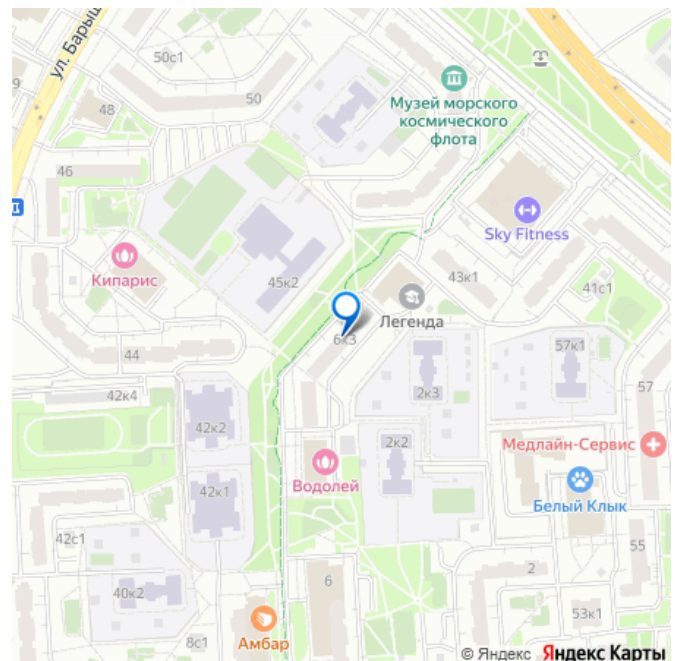 ул. Барыш
50с1
50
9
48
Музей морского
космического
флота
46
Sky Fitness
Кипарис
45к2
43к1
41с1
Легенда
6к3
44
57к1
42к4
2к3
57
42к2
2к2
Медлайн-Сервис
Водолей
42к1
Белый Клык
42с1
55
6
2
40к2
53к1
8с1
Амбар
© Яндекс Яндекс Карты